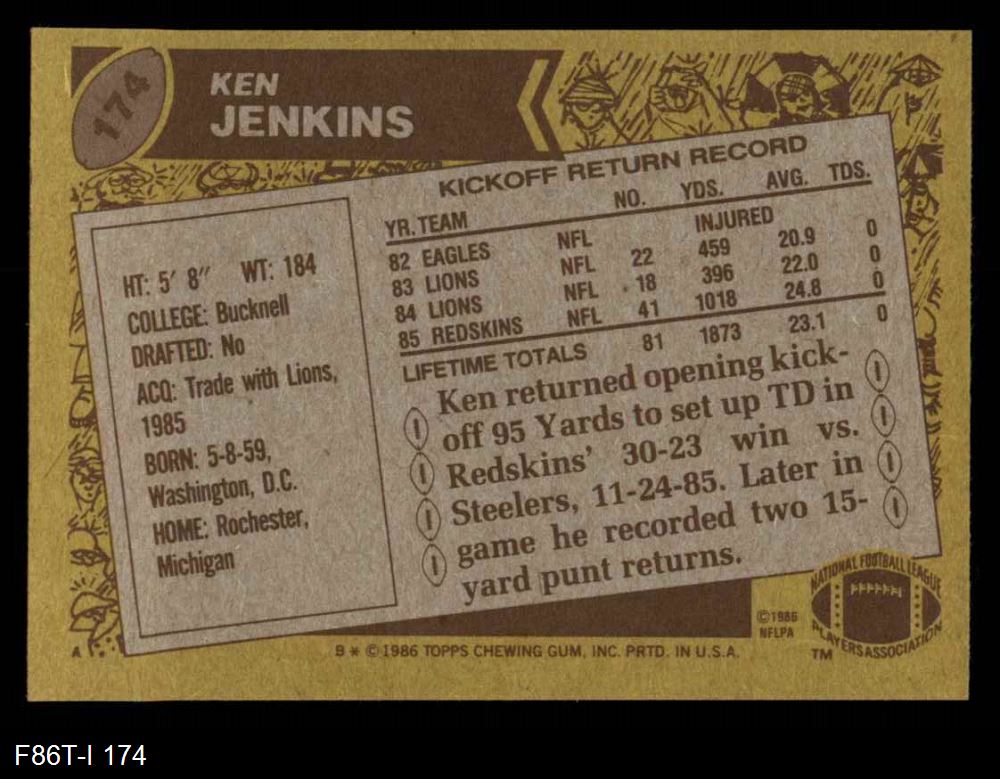 174
KEN
JENKINS
KICKOFF RETURN RECORD
YR. TEAM NO. YDS. AVG. TDS.
82 EAGLES NFL INJURED
83 LIONS NFL 22 459 20.9 0
84 LIONS NFL 18 396 22.0 0
85 REDSKINS NFL 41 1018 24.8 0
LIFETIME TOTALS 81 1873 23.1 0
HT: 5' 8" WT: 184
COLLEGE: Bucknell
DRAFTED: No
ACQ: Trade with Lions,
1985
BORN: 5-8-59,
Washington, D.C.
HOME: Rochester,
Michigan
Ken returned opening kick-
off 95 Yards to set up TD in
Redskins' 30-23 win vs.
Steelers, 11-24-85. Later in
game he recorded two 15-
yard punt returns.
©1986
NFLPA
NATIONAL FOOTBALL LEAGUE
PLAYERS ASSOCIATION
TM
A
B * © 1986 TOPPS CHEWING GUM, INC. PRTD. IN U.S.A.
F86T-I 174